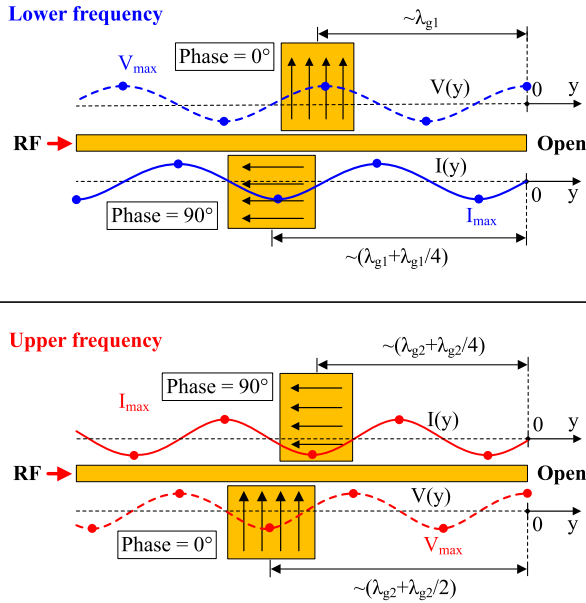 Lower frequency
~λg1
Phase = 0°
Vmax
V(y)
0
y
RF
Open
I(y)
0
y
Phase = 90°
Imax
~(λg1+λg1/4)
Upper frequency
~(λg2+λg2/4)
Phase = 90°
Imax
I(y)
0
y
RF
Open
V(y)
0
y
Phase = 0°
Vmax
~(λg2+λg2/2)